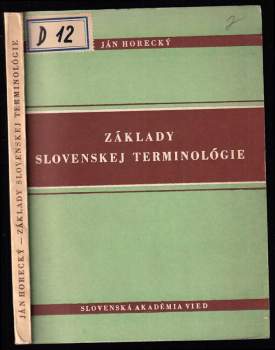 D 12
JÁN HORECKÝ
2
ZÁKLADY
SLOVENSKEJ TERMINOLÓGIE
SLOVENSKÁ AKADÉMIA VIED
JÁN HORECKÝ — ZÁKLADY SLOVENSKEJ TERMINOLÓGIE